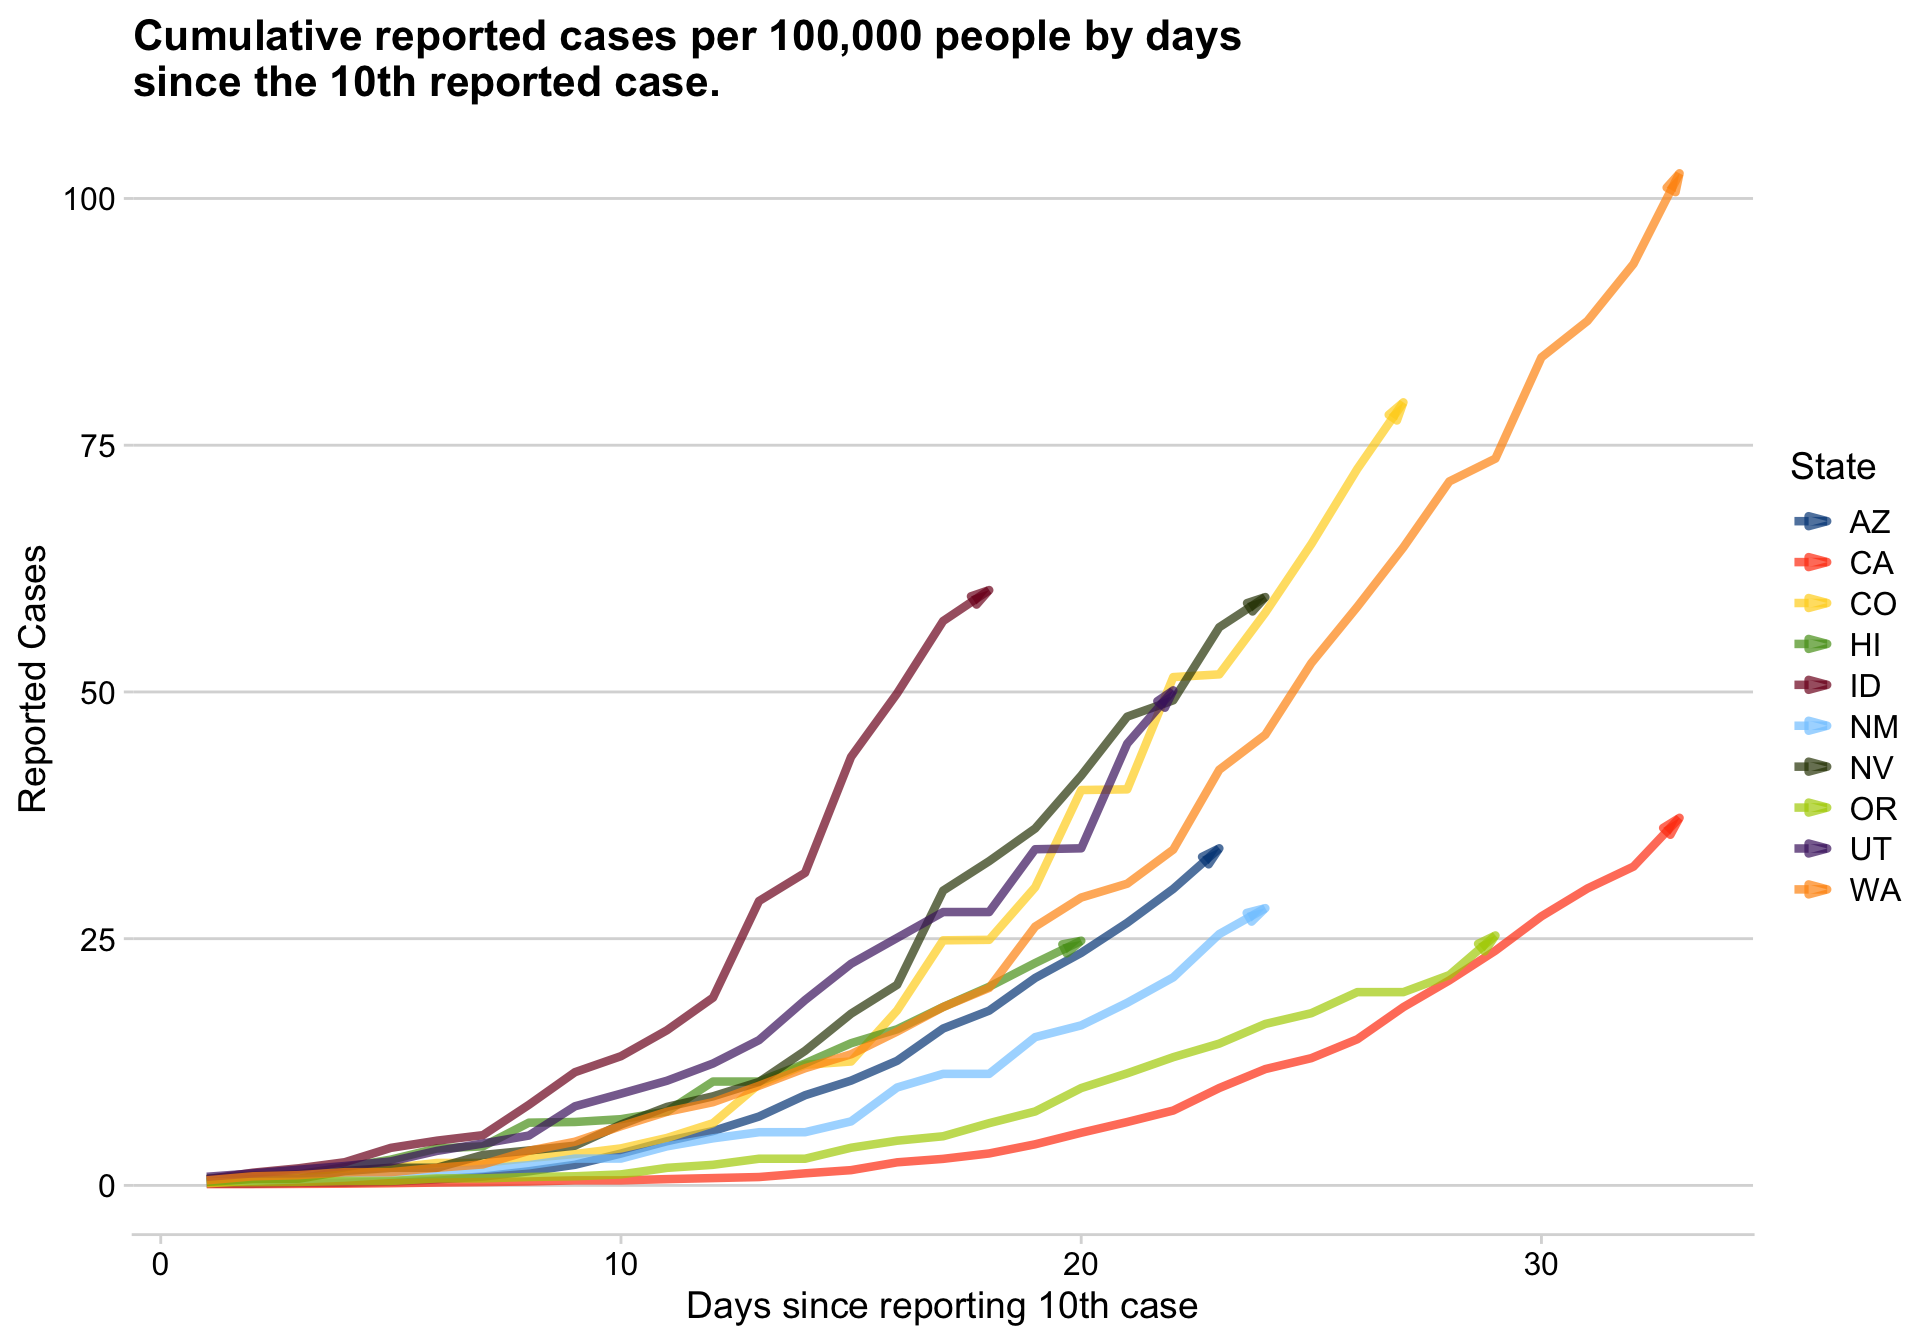 Cumulative reported cases per 100,000 people by days
since the 10th reported case.
100
75
50
25
0
Reported Cases
0 10 20 30
Days since reporting 10th case
State
AZ
CA
CO
HI
ID
NM
NV
OR
UT
WA